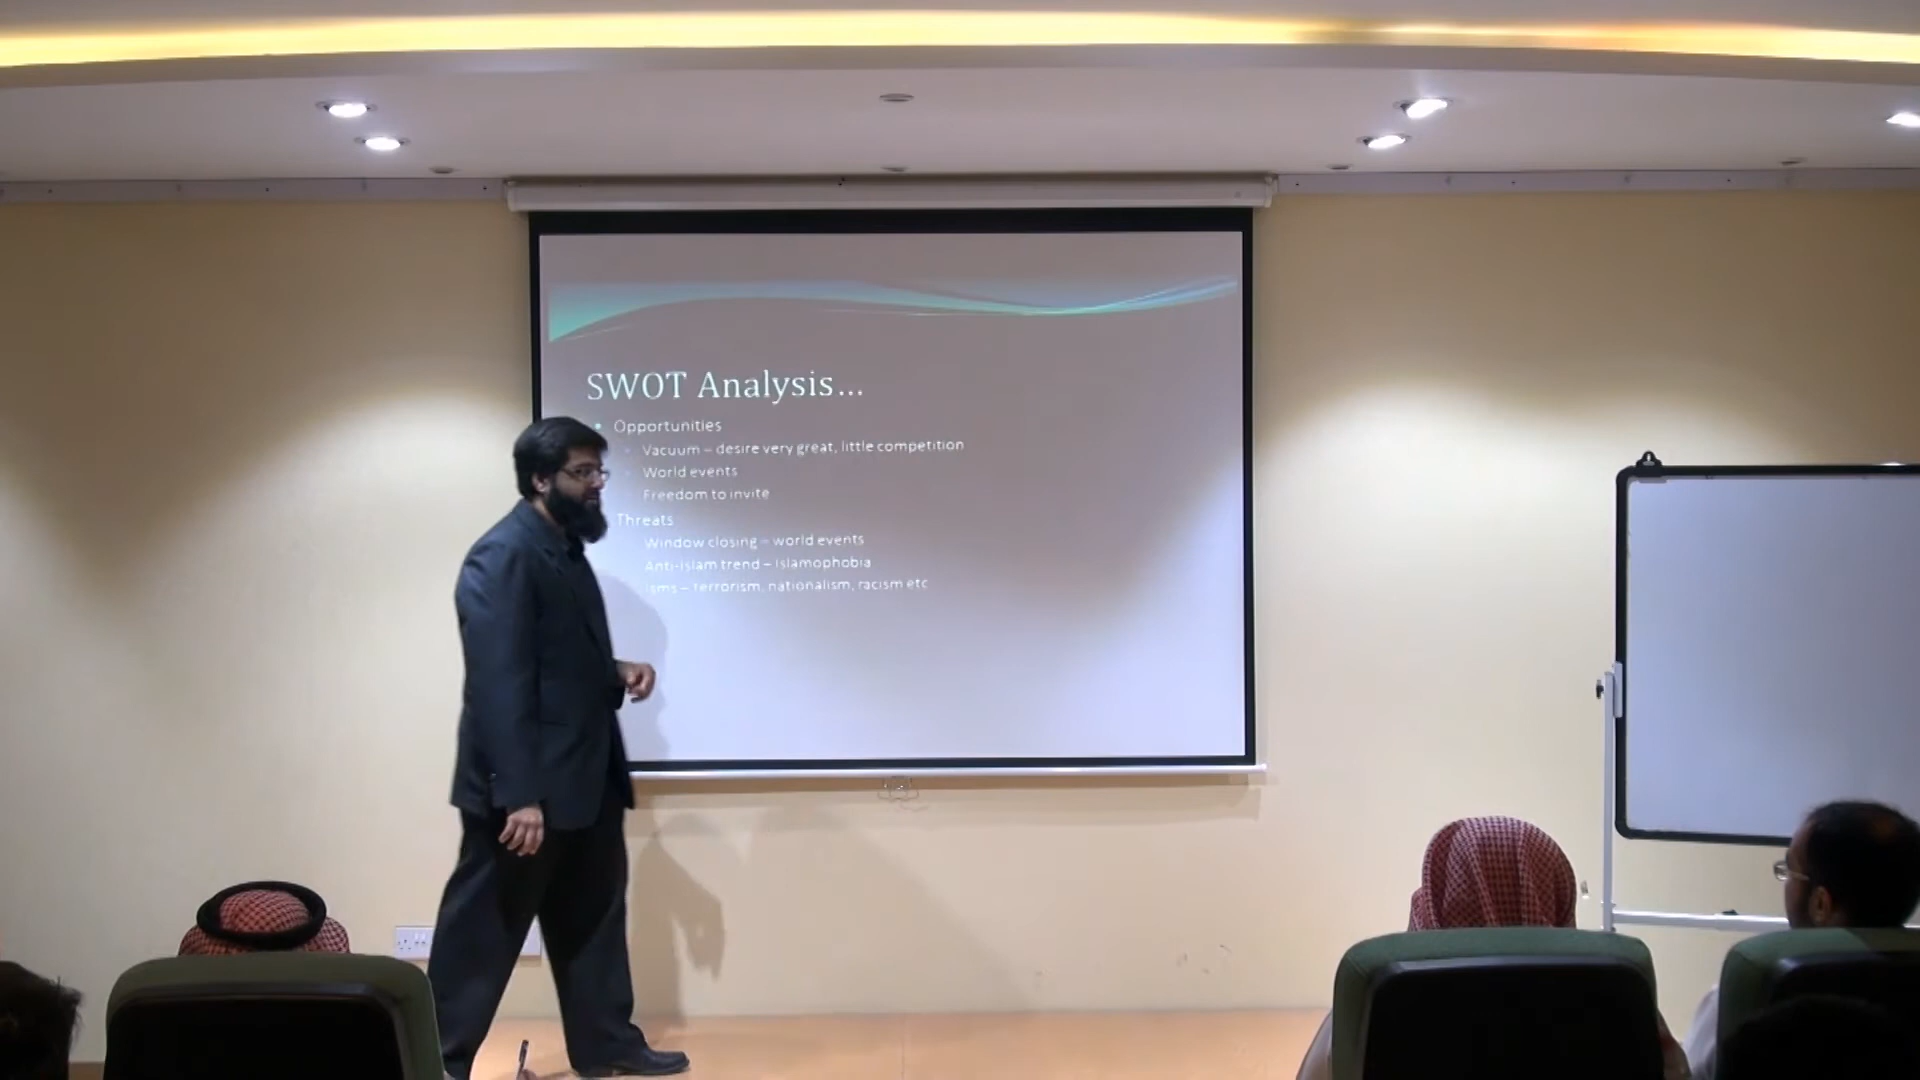 SWOT Analysis...
Opportunities
Vacuum – desire very great, little competition
World events
Freedom to invite
Threats
Window closing – world events
Anti-Islam trend – Islamophobia
Isms – terrorism, nationalism, racism etc